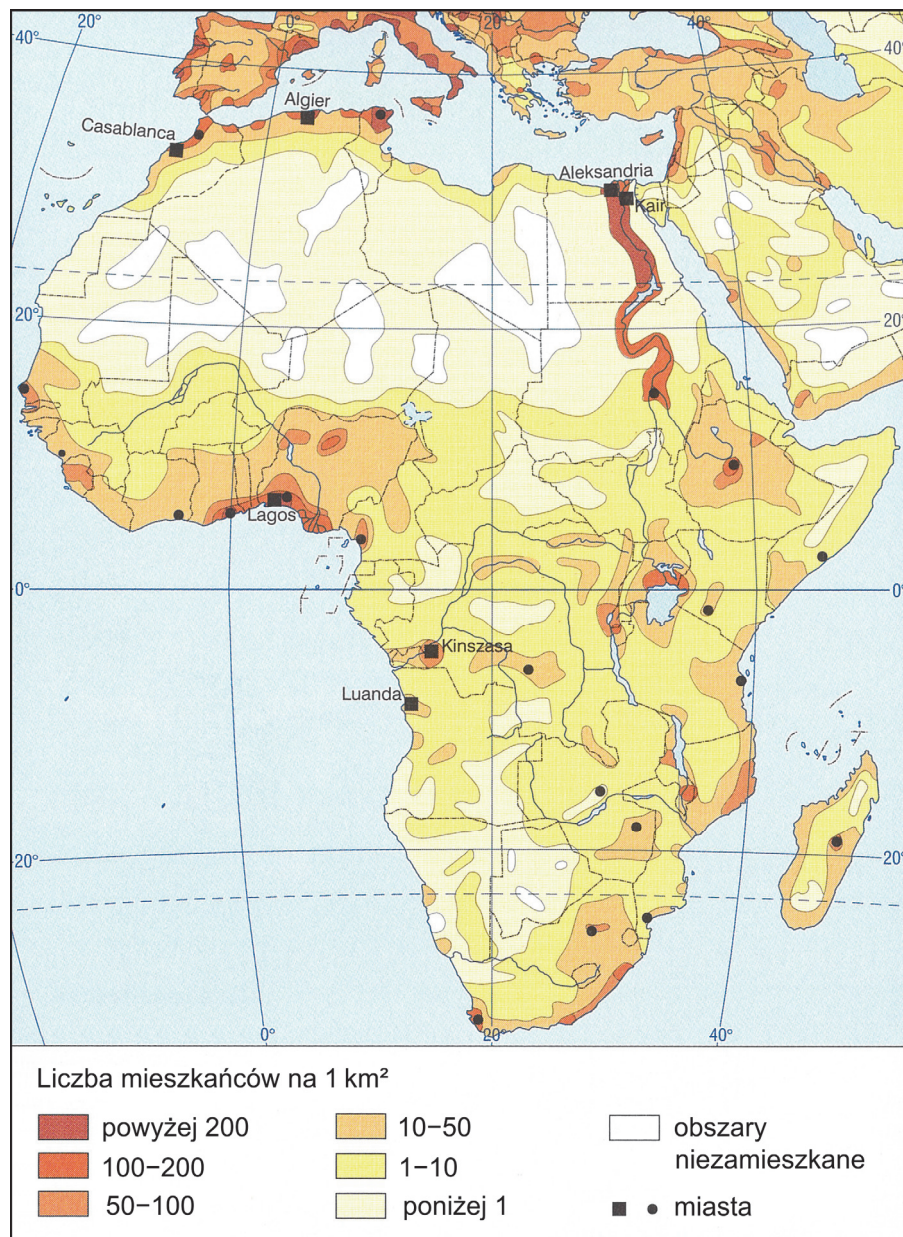 20°
0°
20°
40°
40°
40°
Algier
Casablanca
Aleksandria
Kair
20°
20°
Lagos
0°
0°
Kinszasa
Luanda
20°
20°
0°
20°
40°
Liczba mieszkańców na 1 km²
powyżej 200
10–50
obszary
niezamieszkane
100–200
1–10
50–100
poniżej 1
miasta